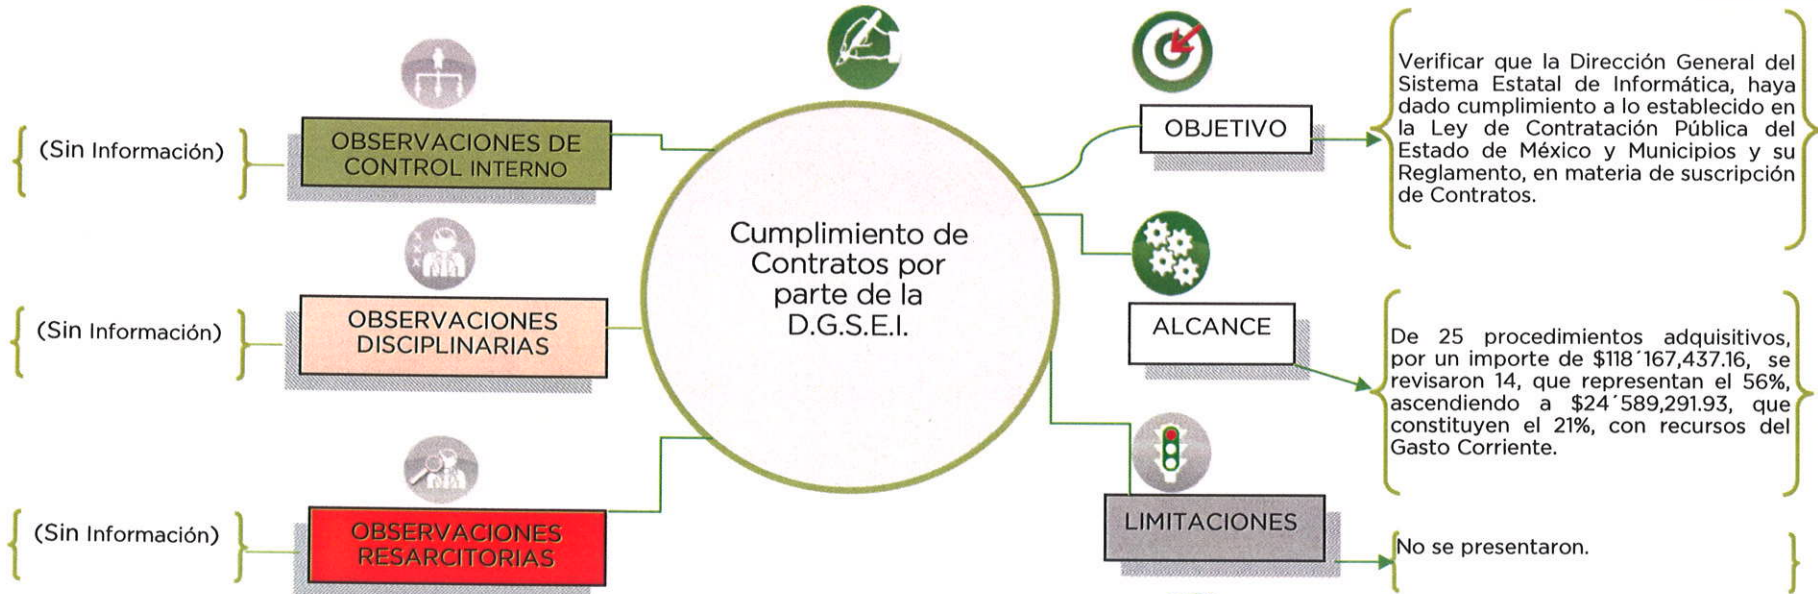 (Sin Información)
OBSERVACIONES DE
CONTROL INTERNO
(Sin Información)
OBSERVACIONES
DISCIPLINARIAS
(Sin Información)
OBSERVACIONES
RESARCITORIAS
Cumplimiento de
Contratos por
parte de la
D.G.S.E.I.
OBJETIVO
Verificar que la Dirección General del
Sistema Estatal de Informática, haya
dado cumplimiento a lo establecido en
la Ley de Contratación Pública del
Estado de México y Municipios y su
Reglamento, en materia de suscripción
de Contratos.
ALCANCE
De 25 procedimientos adquisitivos,
por un importe de $118´167,437.16, se
revisaron 14, que representan el 56%,
ascendiendo a $24´589,291.93, que
constituyen el 21%, con recursos del
Gasto Corriente.
LIMITACIONES
No se presentaron.